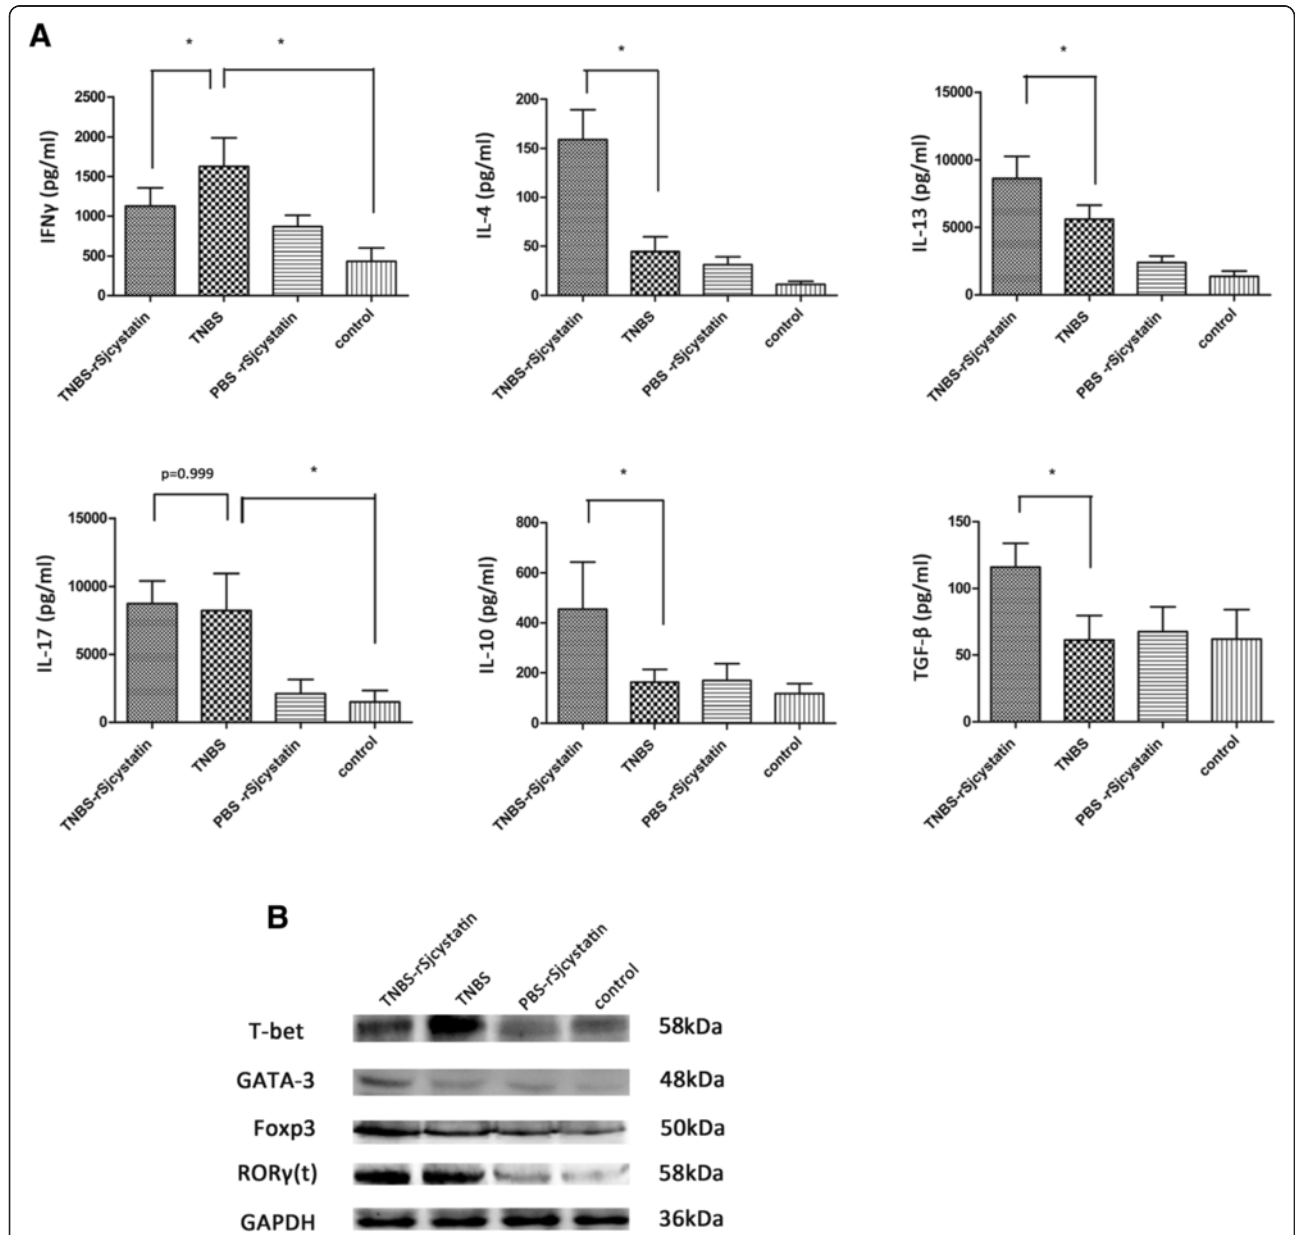 A
* *
IFNγ (pg/ml)
2500
2000
1500
1000
500
0
TNBS-rSjcystatin
TNBS
PBS -rSjcystatin
control
*
IL-4 (pg/ml)
200
150
100
50
0
TNBS-rSjcystatin
TNBS
PBS -rSjcystatin
control
*
IL-13 (pg/ml)
15000
10000
5000
0
TNBS-rSjcystatin
TNBS
PBS -rSjcystatin
control
p=0.999 *
IL-17 (pg/ml)
15000
10000
5000
0
TNBS-rSjcystatin
TNBS
PBS -rSjcystatin
control
*
IL-10 (pg/ml)
800
600
400
200
0
TNBS-rSjcystatin
TNBS
PBS -rSjcystatin
control
*
TGF-β (pg/ml)
150
100
50
0
TNBS-rSjcystatin
TNBS
PBS -rSjcystatin
control
B
TNBS-rSjcystatin
TNBS
PBS-rSjcystatin
control
T-bet 58kDa
GATA-3 48kDa
Foxp3 50kDa
RORγ(t) 58kDa
GAPDH 36kDa